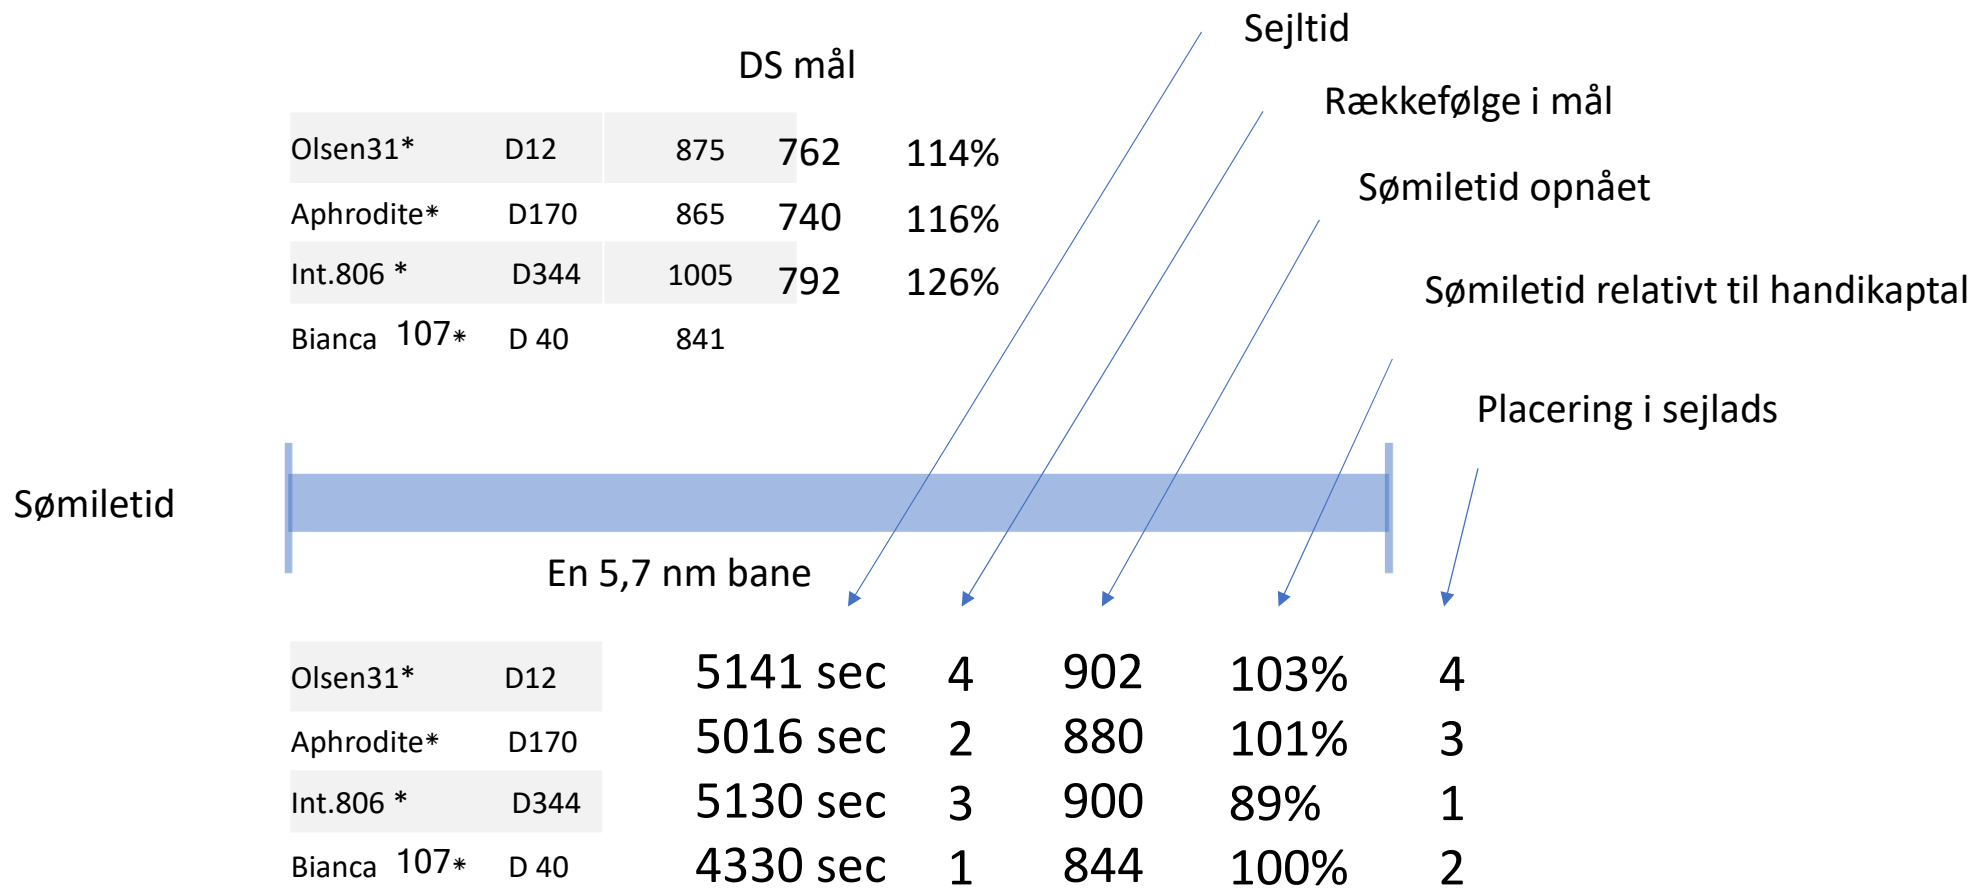 Sejltid
DS mål
Rækkefølge i mål
Olsen31* D12 875 762 114%
Sømiletid opnået
Aphrodite* D170 865 740 116%
Int.806 * D344 1005 792 126%
Sømiletid relativt til handikaptal
Bianca 107* D 40 841
Placering i sejlads
Sømiletid
En 5,7 nm bane
Olsen31* D12 5141 sec 4 902 103% 4
Aphrodite* D170 5016 sec 2 880 101% 3
Int.806 * D344 5130 sec 3 900 89% 1
Bianca 107* D 40 4330 sec 1 844 100% 2